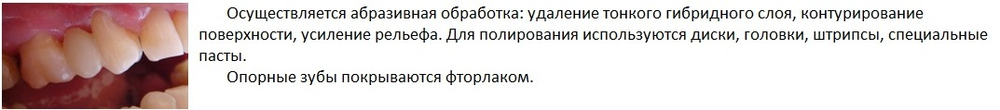 Осуществляется абразивная обработка: удаление тонкого гибридного слоя, контурирование
поверхности, усиление рельефа. Для полирования используются диски, головки, штрипсы, специальные
пасты.
Опорные зубы покрываются фторлаком.